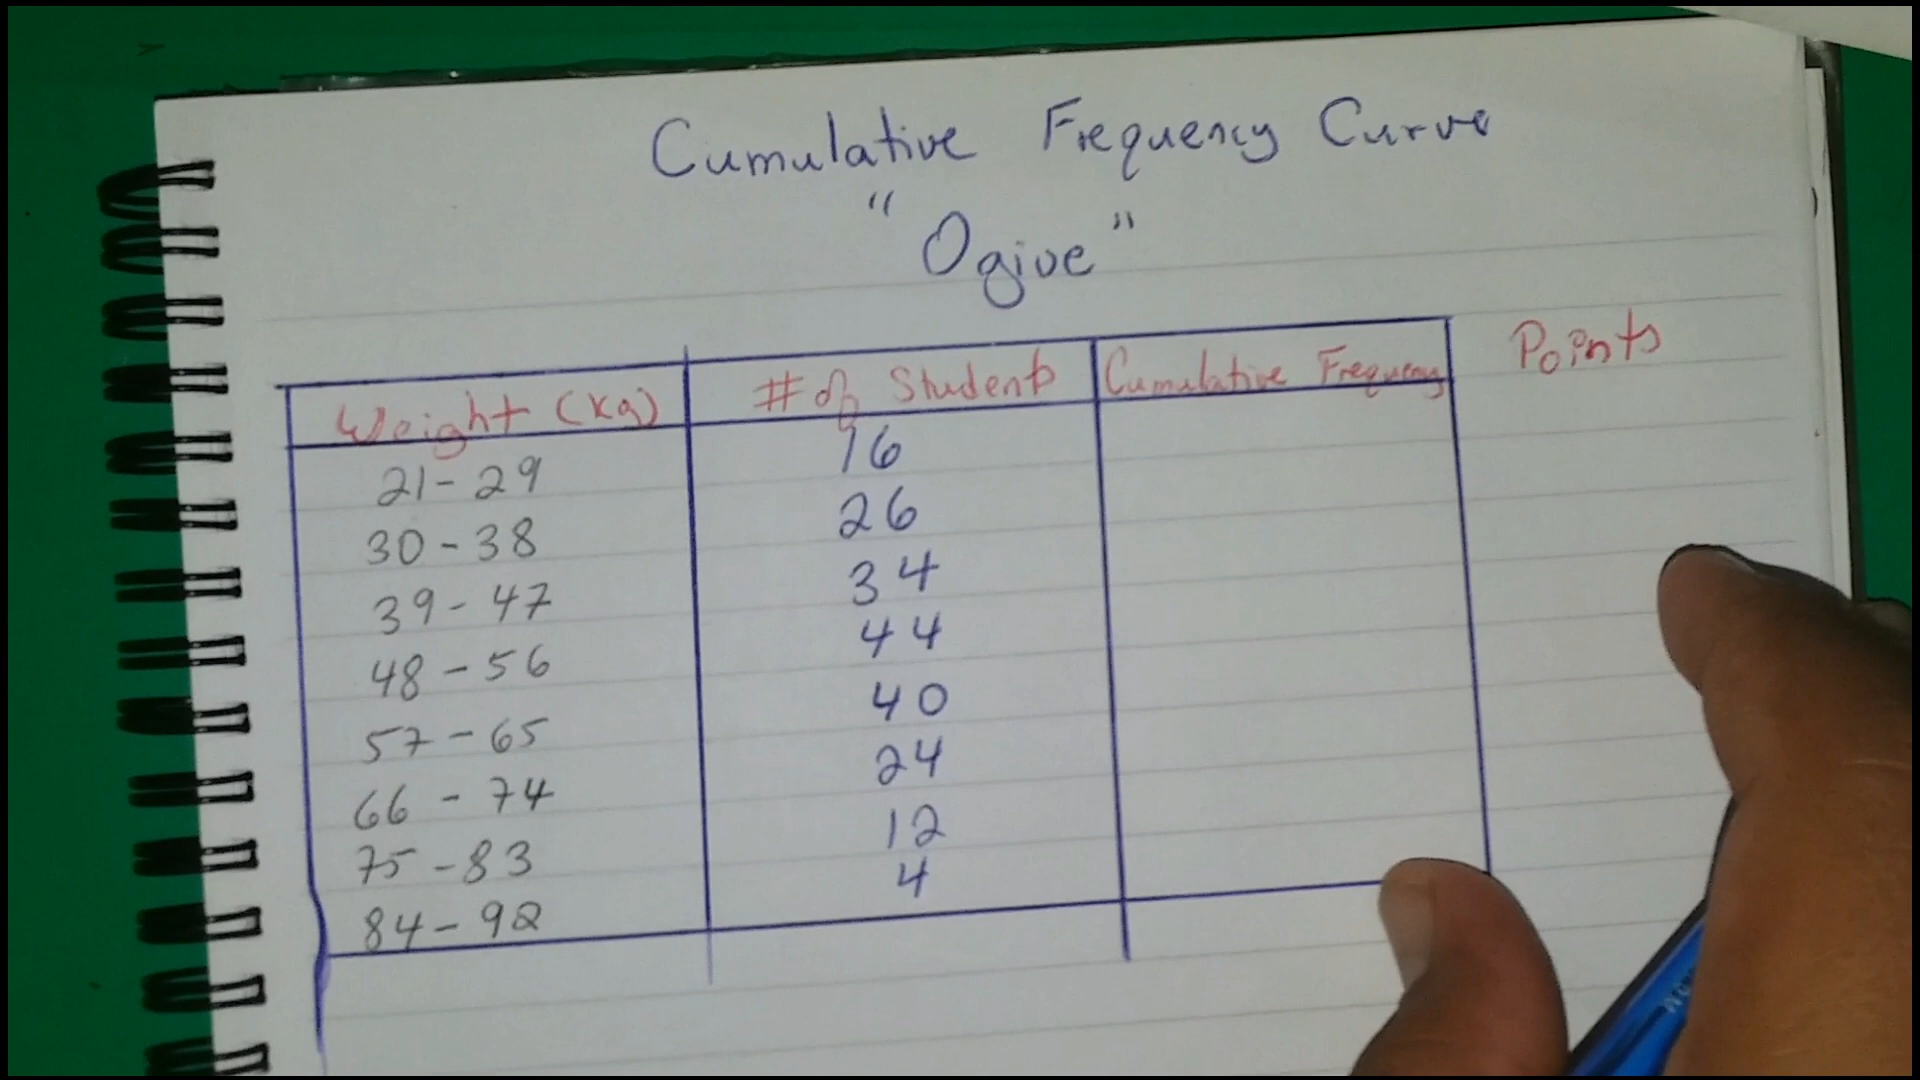 Cumulative Frequency Curve
"Ogive"
Weight (Kg) # of Students Cumulative Frequency Points
21-29 16
30-38 26
39-47 34
48-56 44
57-65 40
66-74 24
75-83 12
84-92 4